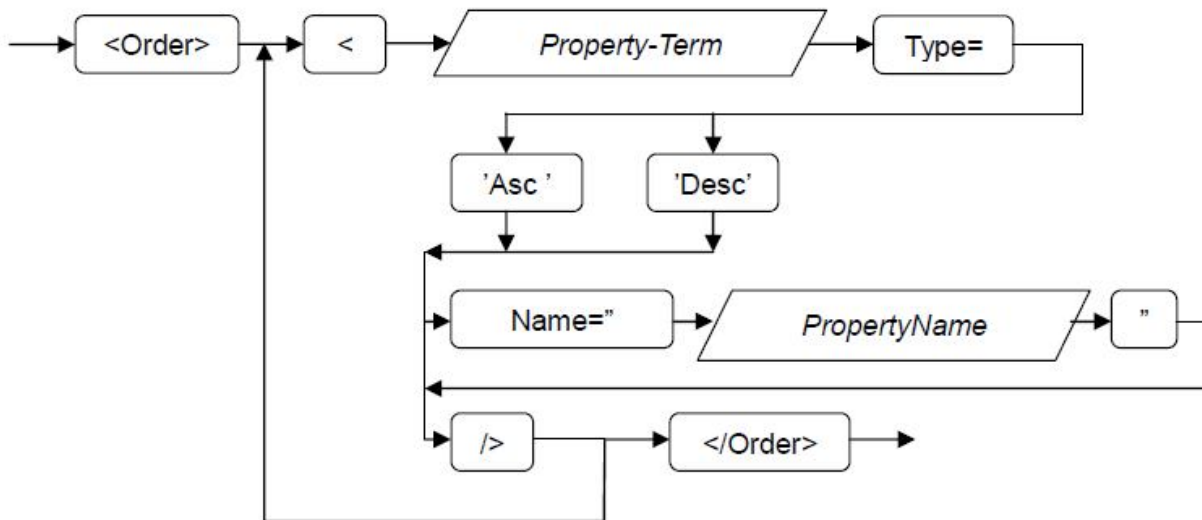 <Order> < Property-Term Type=
’Asc ’ ’Desc’
Name=” PropertyName ”
/> </Order>